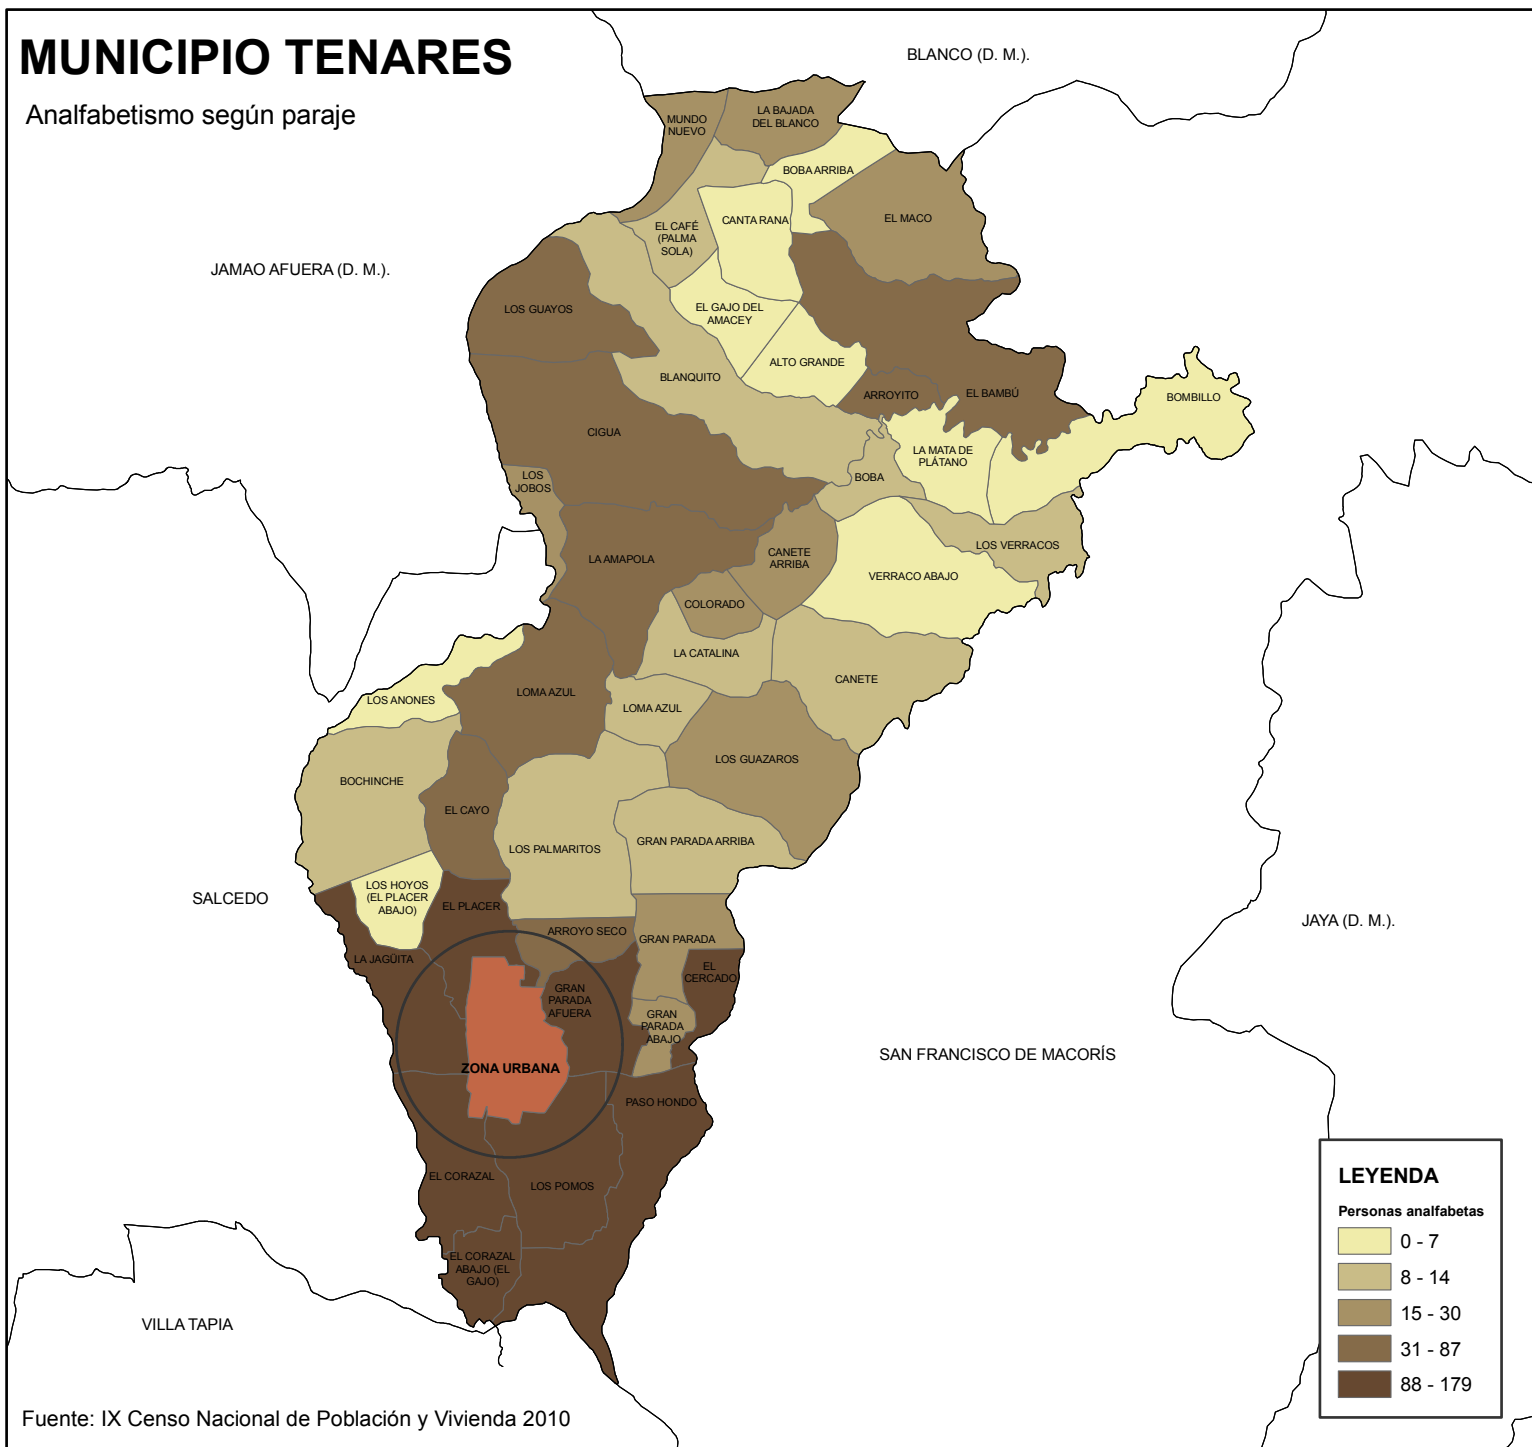 MUNICIPIO TENARES
Analfabetismo según paraje
BLANCO (D. M.).
MUNDO
NUEVO
LA BAJADA
DEL BLANCO
BOBA ARRIBA
EL MACO
CANTA RANA
EL CAFÉ
(PALMA
SOLA)
JAMAO AFUERA (D. M.).
LOS GUAYOS
EL GAJO DEL
AMACEY
ALTO GRANDE
BLANQUITO
ARROYITO
EL BAMBÚ
BOMBILLO
CIGUA
LA MATA DE
PLÁTANO
LOS
JOBOS
BOBA
LOS VERRACOS
LA AMAPOLA
CANETE
ARRIBA
VERRACO ABAJO
COLORADO
LA CATALINA
CANETE
LOS ANONES
LOMA AZUL
LOMA AZUL
LOS GUAZAROS
BOCHINCHE
EL CAYO
LOS PALMARITOS
GRAN PARADA ARRIBA
SALCEDO
LOS HOYOS
(EL PLACER
ABAJO)
EL PLACER
JAYA (D. M.).
ARROYO SECO
GRAN PARADA
LA JAGÜITA
EL
CERCADO
GRAN
PARADA
AFUERA
GRAN
PARADA
ABAJO
SAN FRANCISCO DE MACORÍS
ZONA URBANA
PASO HONDO
EL CORAZAL
LOS POMOS
EL CORAZAL
ABAJO (EL
GAJO)
VILLA TAPIA
LEYENDA
Personas analfabetas
0 - 7
8 - 14
15 - 30
31 - 87
88 - 179
Fuente: IX Censo Nacional de Población y Vivienda 2010